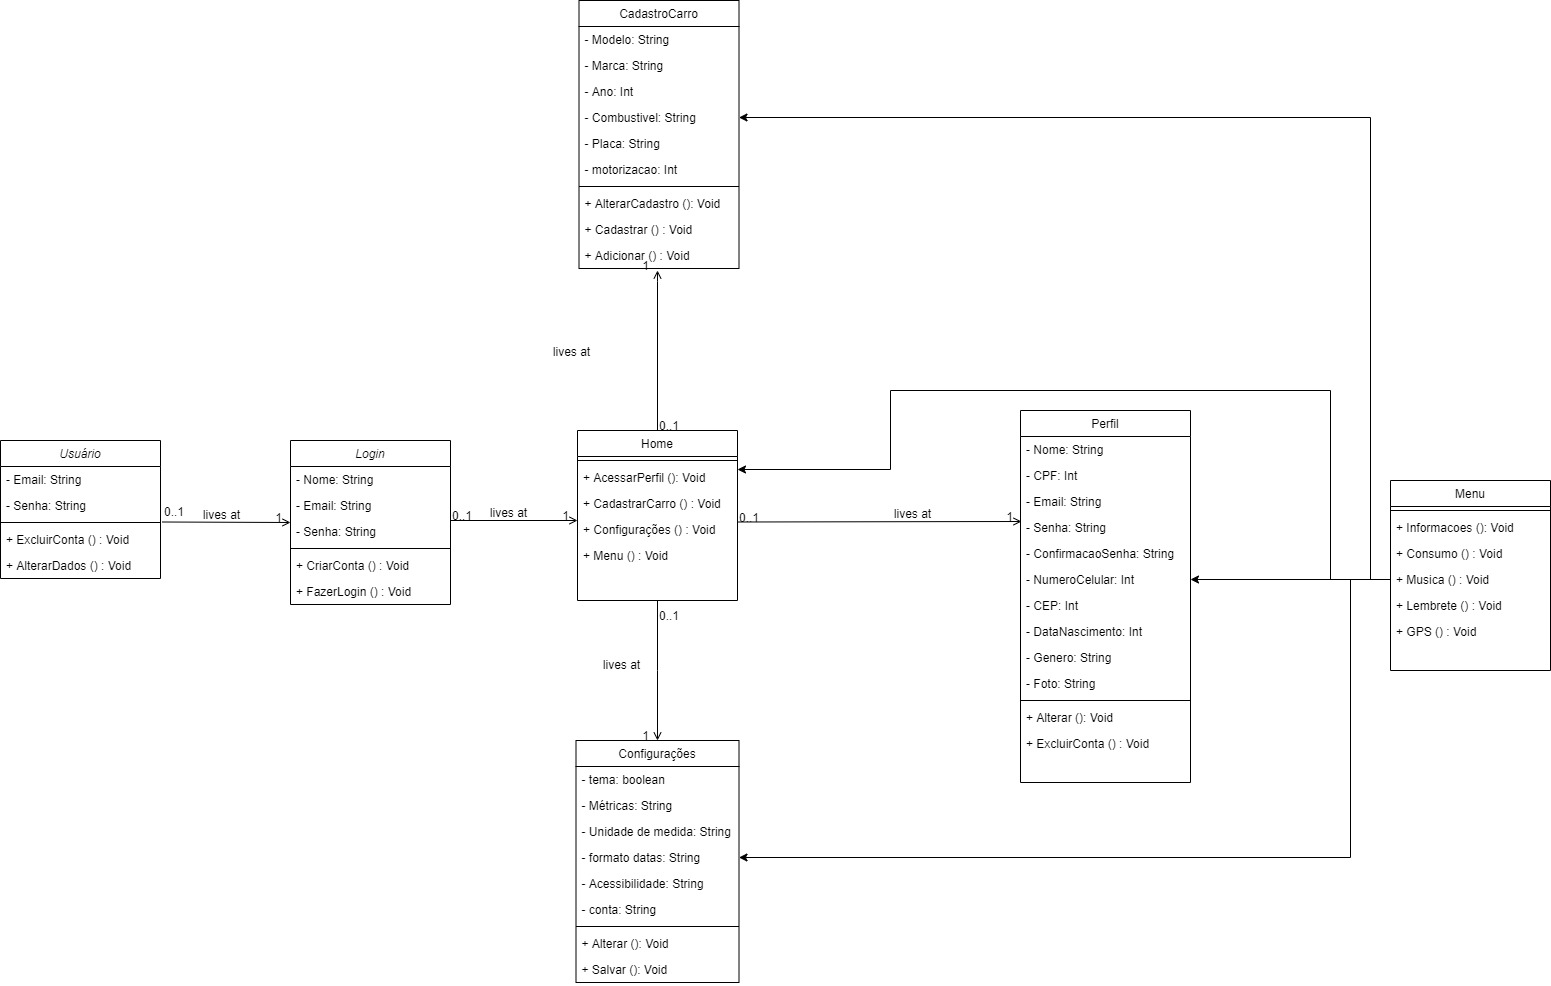 CadastroCarro
- Modelo: String
- Marca: String
- Ano: Int
- Combustivel: String
- Placa: String
- motorizacao: Int
+ AlterarCadastro (): Void
+ Cadastrar () : Void
+ Adicionar () : Void
1
lives at
0..1
Usuário
- Email: String
- Senha: String
+ ExcluirConta () : Void
+ AlterarDados () : Void
0..1
lives at
1
Login
- Nome: String
- Email: String
- Senha: String
+ CriarConta () : Void
+ FazerLogin () : Void
0..1
lives at
1
Home
+ AcessarPerfil (): Void
+ CadastrarCarro () : Void
+ Configurações () : Void
+ Menu () : Void
0..1
lives at
1
Perfil
- Nome: String
- CPF: Int
- Email: String
- Senha: String
- ConfirmacaoSenha: String
- NumeroCelular: Int
- CEP: Int
- DataNascimento: Int
- Genero: String
- Foto: String
+ Alterar (): Void
+ ExcluirConta () : Void
Menu
+ Informacoes (): Void
+ Consumo () : Void
+ Musica () : Void
+ Lembrete () : Void
+ GPS () : Void
0..1
lives at
1
Configurações
- tema: boolean
- Métricas: String
- Unidade de medida: String
- formato datas: String
- Acessibilidade: String
- conta: String
+ Alterar (): Void
+ Salvar (): Void